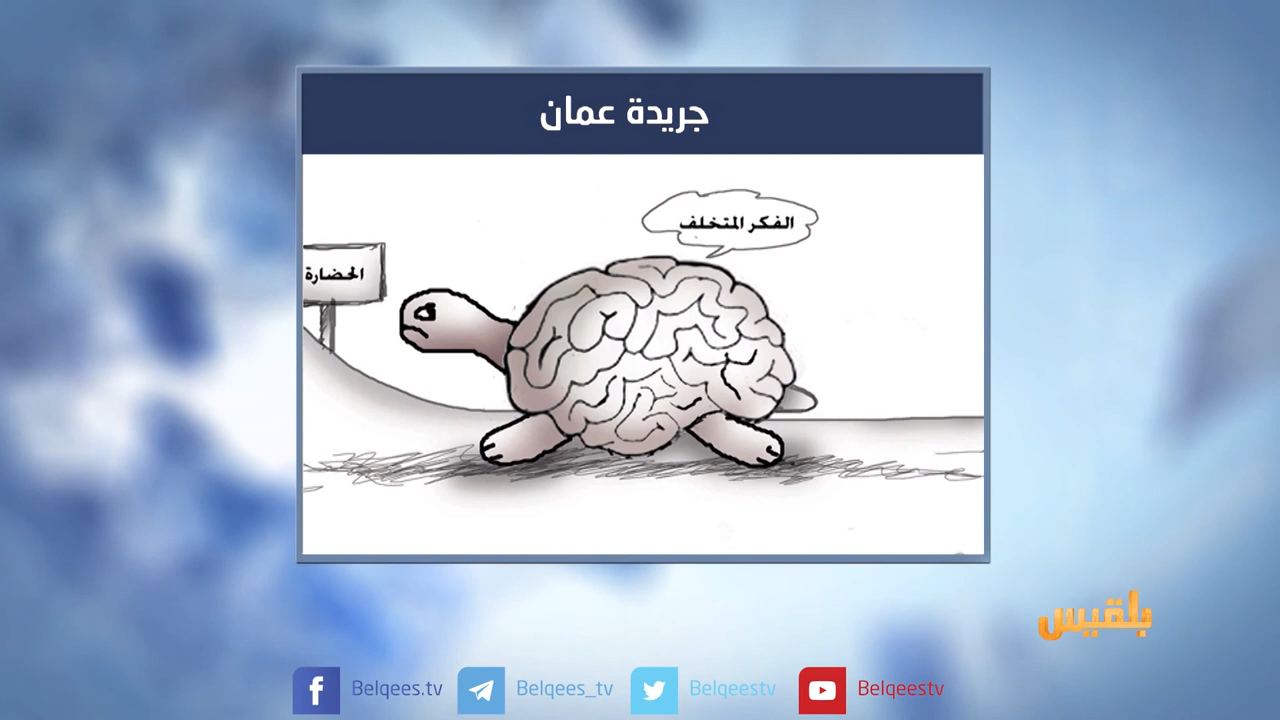 جريدة عمان
الفكر المتخلف
الحضارة
بلقيس
Belqees.tv
Belqees_tv
Belqeestv
Belqeestv